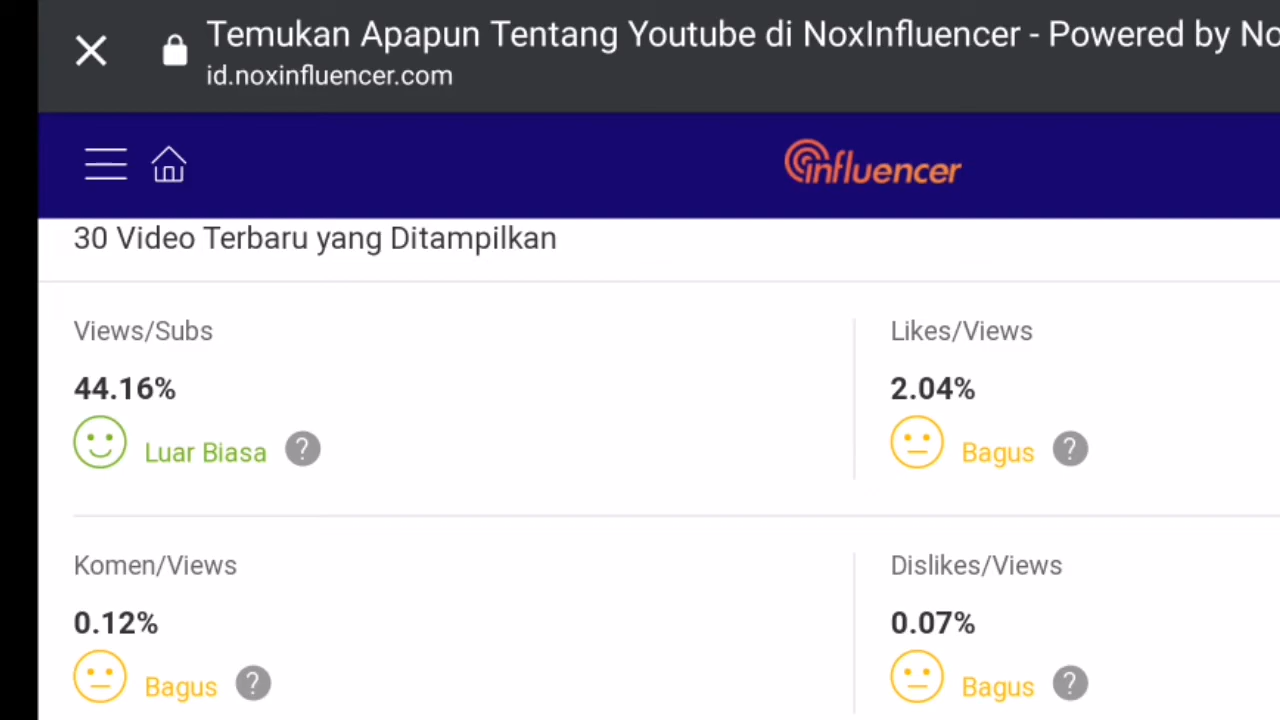 Temukan Apapun Tentang Youtube di NoxInfluencer - Powered by No
id.noxinfluencer.com
influencer
30 Video Terbaru yang Ditampilkan
Views/Subs
Likes/Views
44.16%
2.04%
Luar Biasa ?
Bagus ?
Komen/Views
Dislikes/Views
0.12%
0.07%
Bagus ?
Bagus ?